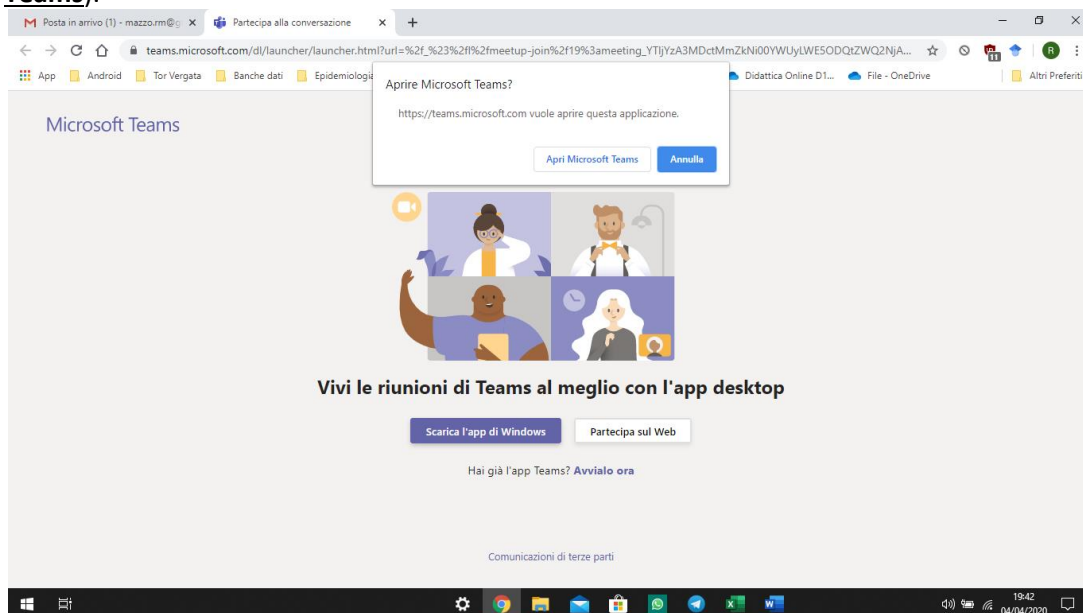 Teams).
Posta in arrivo (1) - mazzo.rm@g
Partecipa alla conversazione
teams.microsoft.com/dl/launcher/launcher.html?url=%2f_%23%2fl%2fmeetup-join%2f19%3ameeting_YTljYzA3MDctMmZkNi00YWUyLWE5ODQtZWQ2NjA...
11
R
App
Android
Tor Vergata
Banche dati
Epidemiologia
Didattica Online D1...
File - OneDrive
Altri Preferiti
Aprire Microsoft Teams?
https://teams.microsoft.com vuole aprire questa applicazione.
Apri Microsoft Teams
Annulla
Microsoft Teams
Vivi le riunioni di Teams al meglio con l'app desktop
Scarica l'app di Windows
Partecipa sul Web
Hai già l'app Teams? Avvialo ora
Comunicazioni di terze parti
19:42
04/04/2020